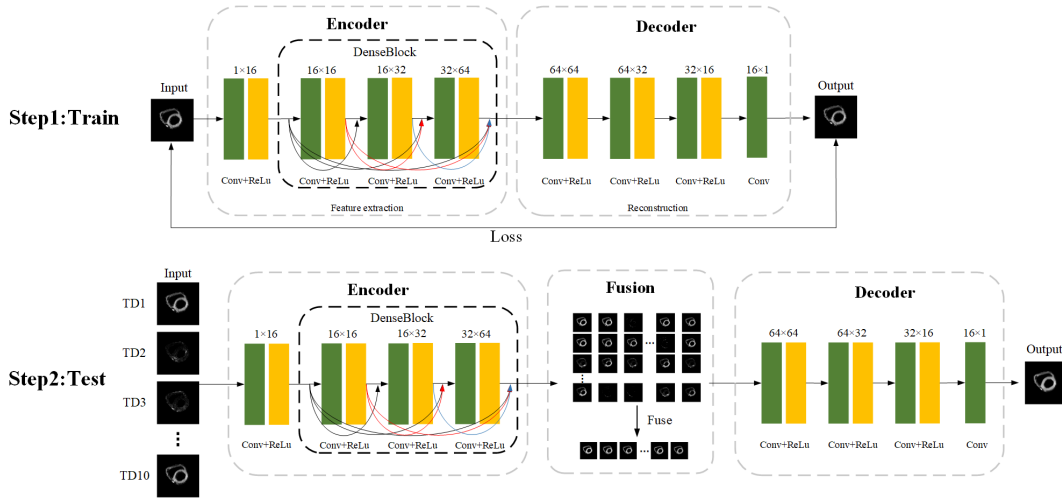 Encoder
Decoder
DenseBlock
1×16
16×16
16×32
32×64
64×64
64×32
32×16
16×1
Input
Output
Step1:Train
Conv+ReLu
Conv+ReLu
Conv+ReLu
Conv+ReLu
Conv+ReLu
Conv+ReLu
Conv+ReLu
Conv
Feature extraction
Reconstruction
Loss
Input
Encoder
Fusion
Decoder
TD1
DenseBlock
1×16
16×16
16×32
32×64
64×64
64×32
32×16
16×1
TD2
Output
Step2:Test
TD3
Fuse
Conv+ReLu
Conv+ReLu
Conv+ReLu
Conv+ReLu
Conv+ReLu
Conv+ReLu
Conv+ReLu
Conv
TD10